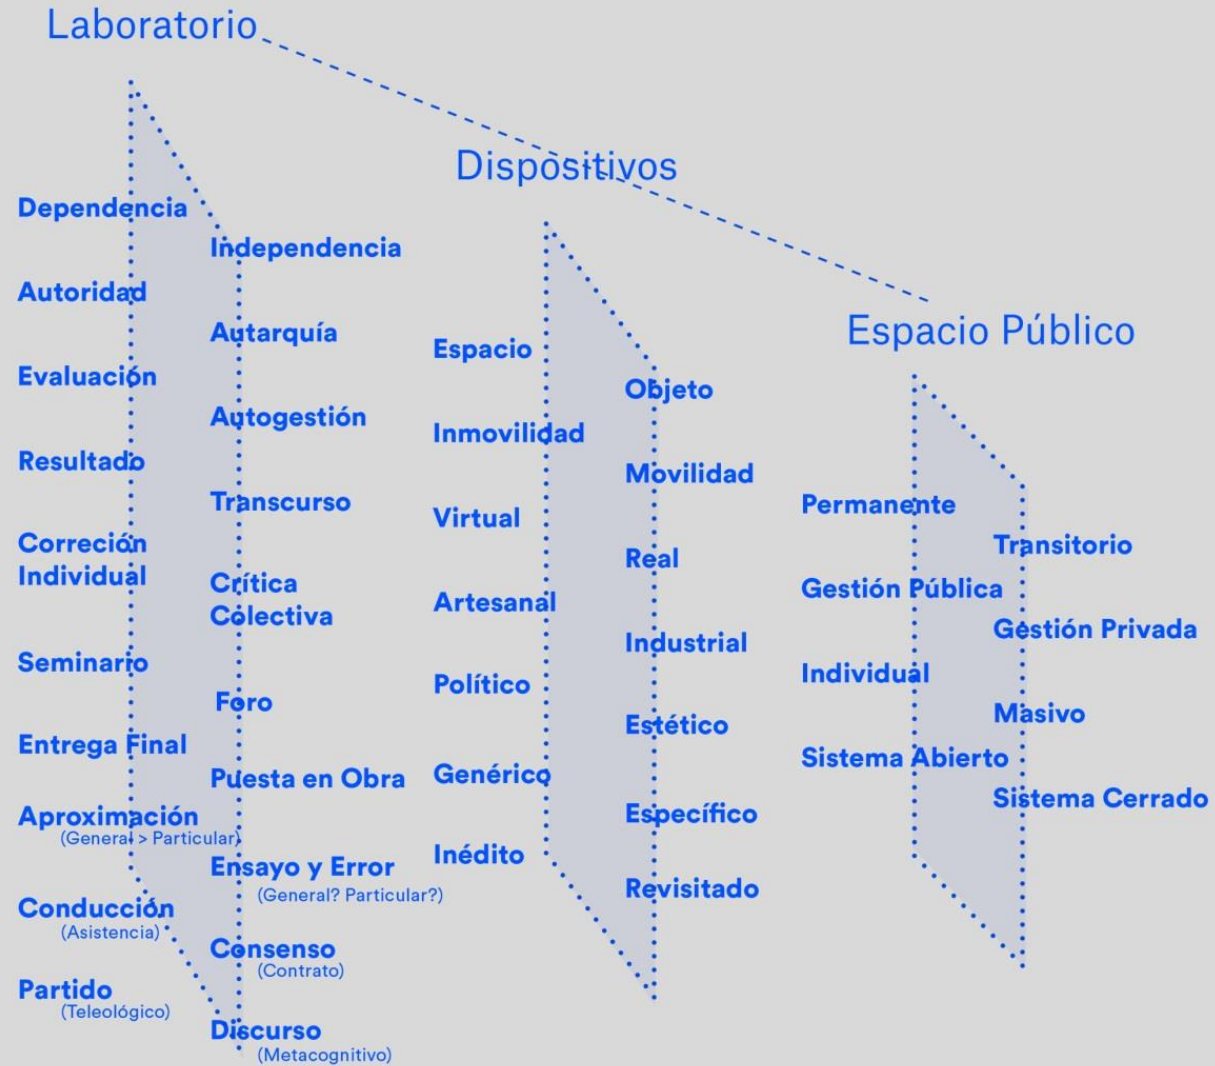 Laboratorio
Dependencia
Independencia
Autoridad
Autarquía
Evaluación
Autogestión
Resultado
Transcurso
Correción
Individual
Crítica
Colectiva
Seminario
Foro
Entrega Final
Puesta en Obra
Aproximación
(General > Particular)
Ensayo y Error
(General? Particular?)
Conducción
(Asistencia)
Consenso
(Contrato)
Partido
(Teleológico)
Discurso
(Metacognitivo)
Dispositivos
Espacio
Objeto
Inmovilidad
Movilidad
Virtual
Real
Artesanal
Industrial
Político
Estético
Genérico
Específico
Inédito
Revisitado
Espacio Público
Permanente
Transitorio
Gestión Pública
Gestión Privada
Individual
Masivo
Sistema Abierto
Sistema Cerrado